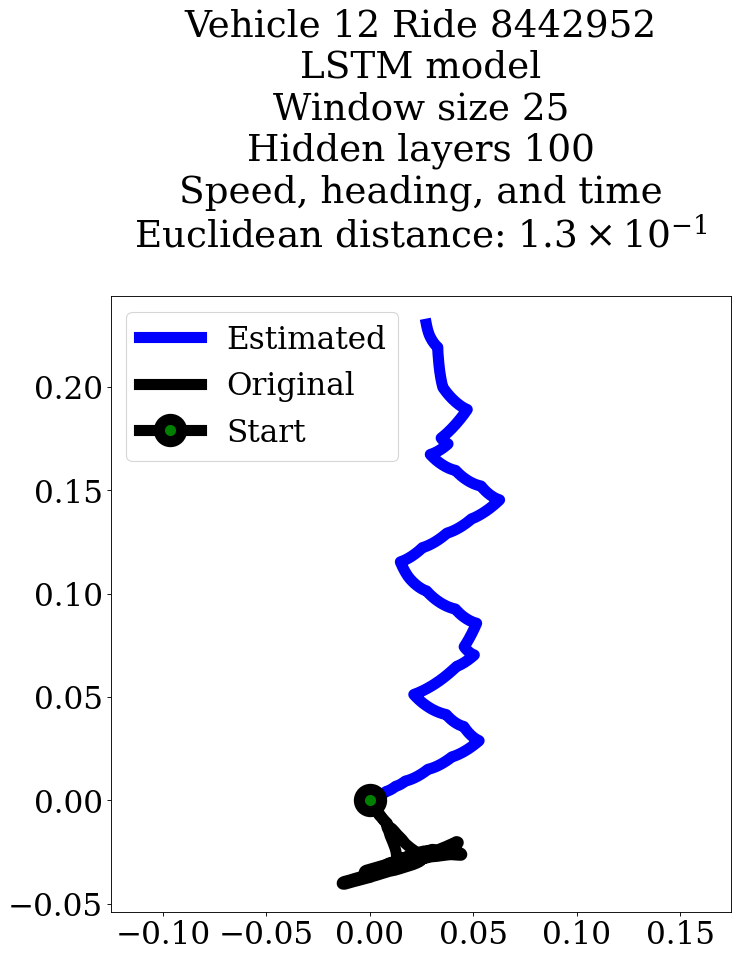 Vehicle 12 Ride 8442952
LSTM model
Window size 25
Hidden layers 100
Speed, heading, and time
Euclidean distance: 1.3 × 10⁻¹
Estimated
Original
Start
0.20
0.15
0.10
0.05
0.00
−0.05
−0.10 −0.05 0.00 0.05 0.10 0.15